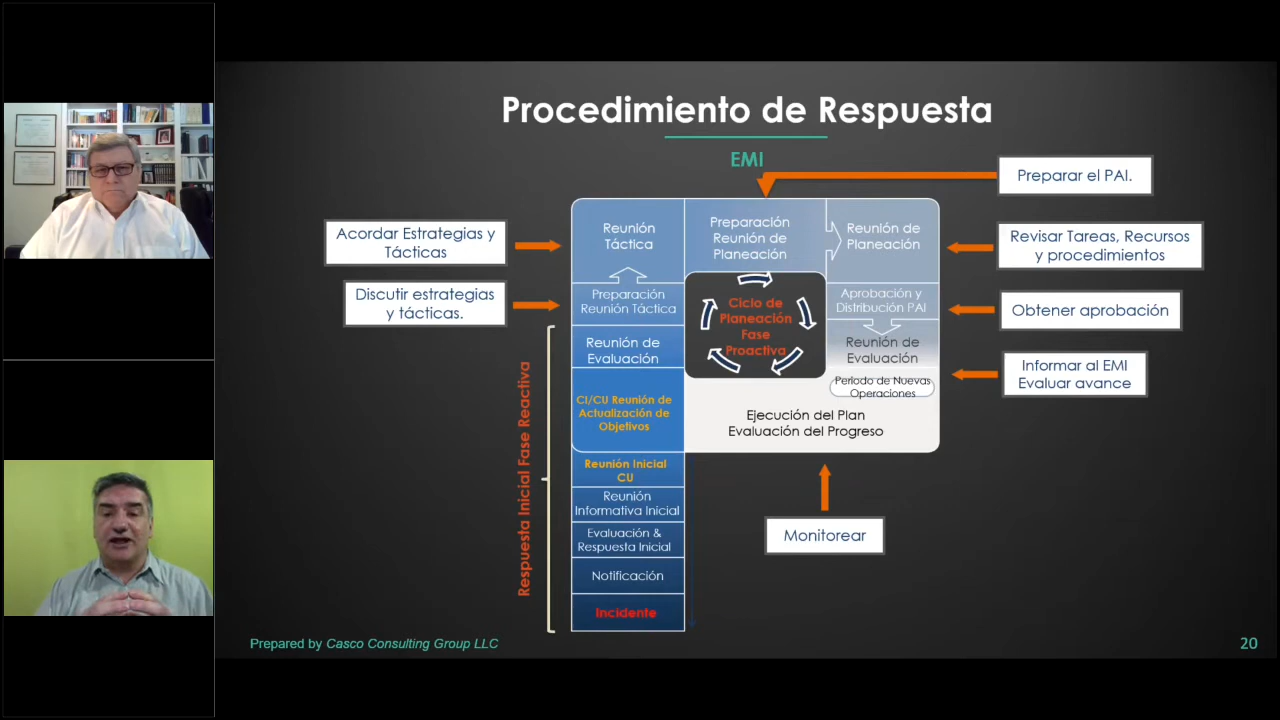 Procedimiento de Respuesta
EMI
Preparar el PAI.
Acordar Estrategias y
Tácticas
Reunión
Táctica
Preparación
Reunión de
Planeación
Reunión de
Planeación
Revisar Tareas, Recursos
y procedimientos
Discutir estrategias
y tácticas.
Preparación
Reunión Táctica
Ciclo de
Planeación
Fase
Proactiva
Aprobación y
Distribución PAI
Obtener aprobación
Reunión de
Evaluación
Reunión de
Evaluación
Informar al EMI
Evaluar avance
Periodo de Nuevas
Operaciones
CI/CU Reunión de
Actualización de
Objetivos
Ejecución del Plan
Evaluación del Progreso
Respuesta Inicial Fase Reactiva
Reunión Inicial
CU
Reunión
Informativa Inicial
Evaluación &
Respuesta Inicial
Monitorear
Notificación
Incidente
Prepared by Casco Consulting Group LLC
20